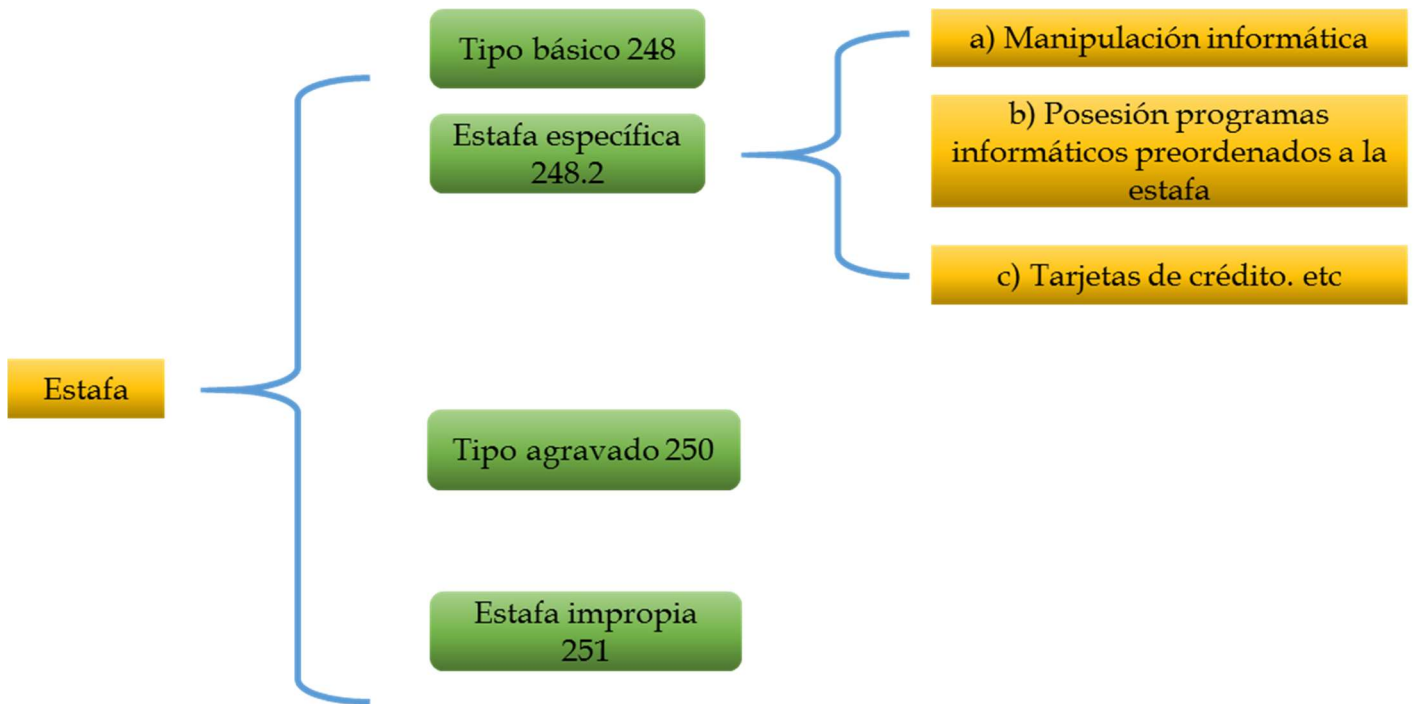 Estafa
Tipo básico 248
Estafa específica
248.2
a) Manipulación informática
b) Posesión programas
informáticos preordenados a la
estafa
c) Tarjetas de crédito. etc
Tipo agravado 250
Estafa impropia
251